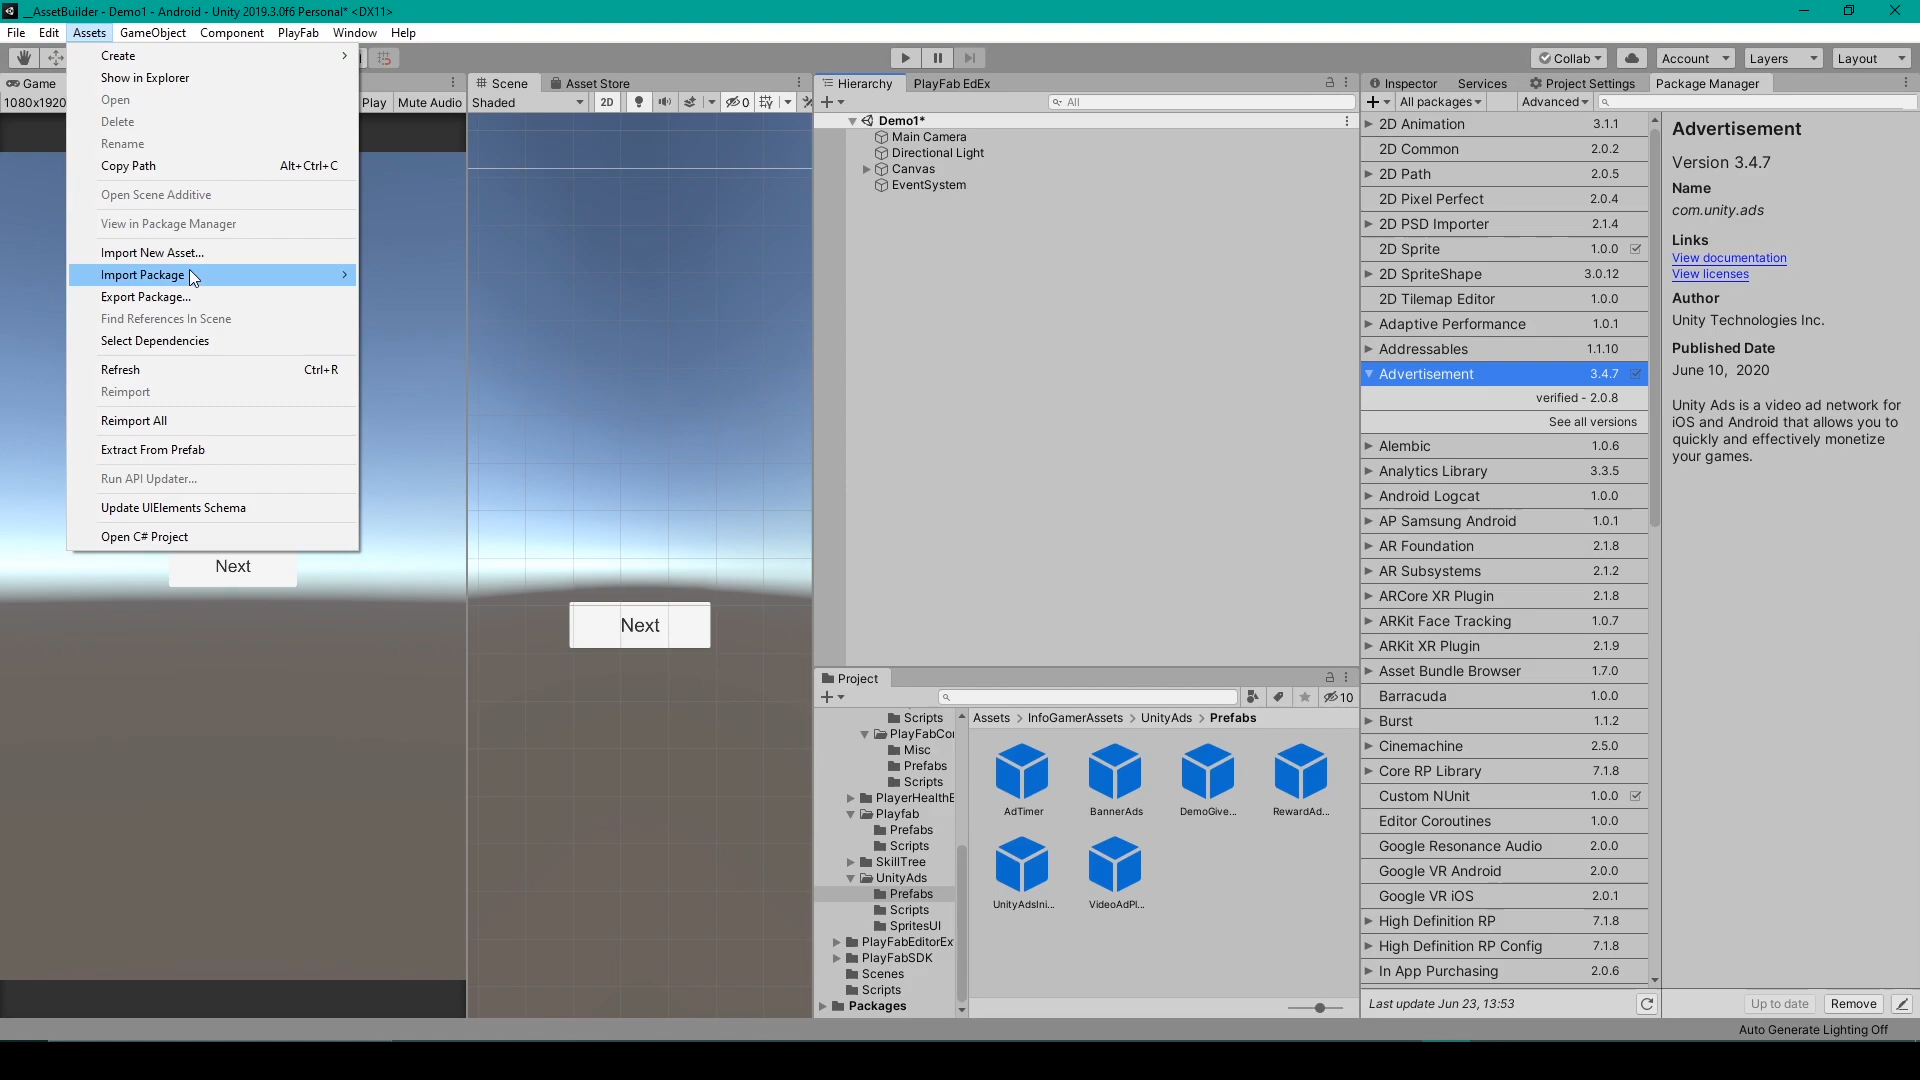 __AssetBuilder - Demo1 - Android - Unity 2019.3.0f6 Personal* <DX11>
File Edit Assets GameObject Component PlayFab Window Help
Collab Account Layers Layout
Create
Show in Explorer
Open
Delete
Rename
Copy Path Alt+Ctrl+C
Open Scene Additive
View in Package Manager
Import New Asset...
Import Package
Export Package...
Find References In Scene
Select Dependencies
Refresh Ctrl+R
Reimport
Reimport All
Extract From Prefab
Run API Updater...
Update UIElements Schema
Open C# Project
Game
1080x1920 Play Mute Audio
Next
Scene Asset Store
Shaded 2D 0
Next
Hierarchy PlayFab EdEx
All
Demo1*
Main Camera
Directional Light
Canvas
EventSystem
Project
10
Scripts
PlayFabCo
Misc
Prefabs
Scripts
PlayerHealth
Playfab
Prefabs
Scripts
SkillTree
UnityAds
Prefabs
Scripts
SpritesUI
PlayFabEditorEx
PlayFabSDK
Scenes
Scripts
Packages
Assets > InfoGamerAssets > UnityAds > Prefabs
AdTimer BannerAds DemoGive... RewardAd...
UnityAdsIni... VideoAdPl...
Inspector Services Project Settings Package Manager
All packages Advanced
2D Animation 3.1.1
2D Common 2.0.2
2D Path 2.0.5
2D Pixel Perfect 2.0.4
2D PSD Importer 2.1.4
2D Sprite 1.0.0
2D SpriteShape 3.0.12
2D Tilemap Editor 1.0.0
Adaptive Performance 1.0.1
Addressables 1.1.10
Advertisement 3.4.7
verified - 2.0.8
See all versions
Alembic 1.0.6
Analytics Library 3.3.5
Android Logcat 1.0.0
AP Samsung Android 1.0.1
AR Foundation 2.1.8
AR Subsystems 2.1.2
ARCore XR Plugin 2.1.8
ARKit Face Tracking 1.0.7
ARKit XR Plugin 2.1.9
Asset Bundle Browser 1.7.0
Barracuda 1.0.0
Burst 1.1.2
Cinemachine 2.5.0
Core RP Library 7.1.8
Custom NUnit 1.0.0
Editor Coroutines 1.0.0
Google Resonance Audio 2.0.0
Google VR Android 2.0.0
Google VR iOS 2.0.1
High Definition RP 7.1.8
High Definition RP Config 7.1.8
In App Purchasing 2.0.6
Last update Jun 23, 13:53
Advertisement
Version 3.4.7
Name
com.unity.ads
Links
View documentation
View licenses
Author
Unity Technologies Inc.
Published Date
June 10, 2020
Unity Ads is a video ad network for
iOS and Android that allows you to
quickly and effectively monetize
your games.
Up to date Remove
Auto Generate Lighting Off